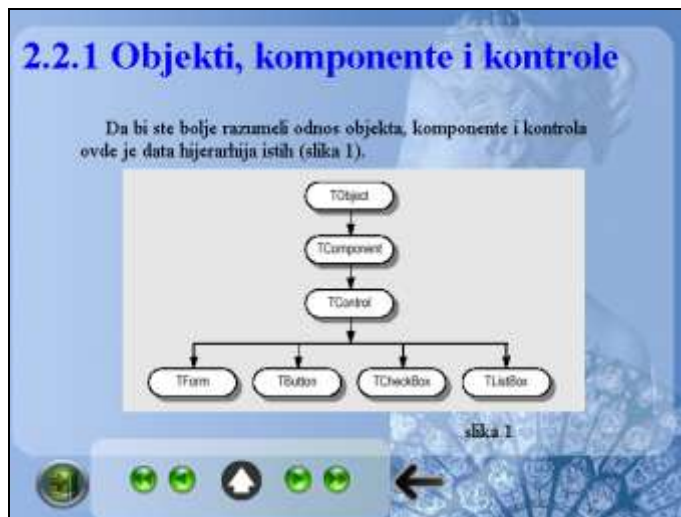 2.2.1 Objekti, komponente i kontrole
Da bi ste bolje razumeli odnos objekta, komponente i kontrola
ovde je data hijerarhija istih (slika 1).
TObject
TComponent
TControl
TForm TButton TCheckBox TListBox
slika 1